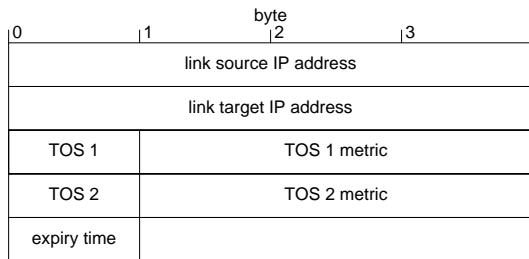 byte
0 1 2 3
link source IP address
link target IP address
TOS 1 TOS 1 metric
TOS 2 TOS 2 metric
expiry time